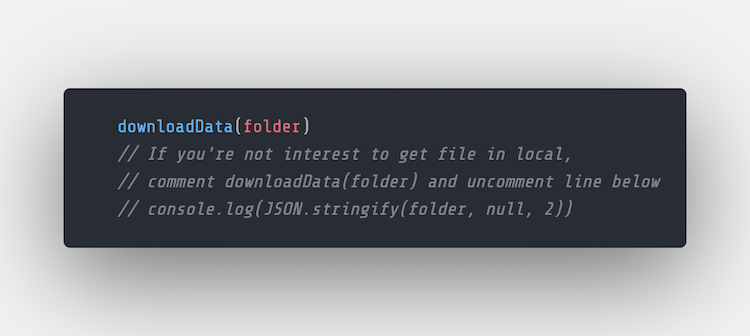 downloadData(folder)
// If you're not interest to get file in local,
// comment downloadData(folder) and uncomment line below
// console.log(JSON.stringify(folder, null, 2))